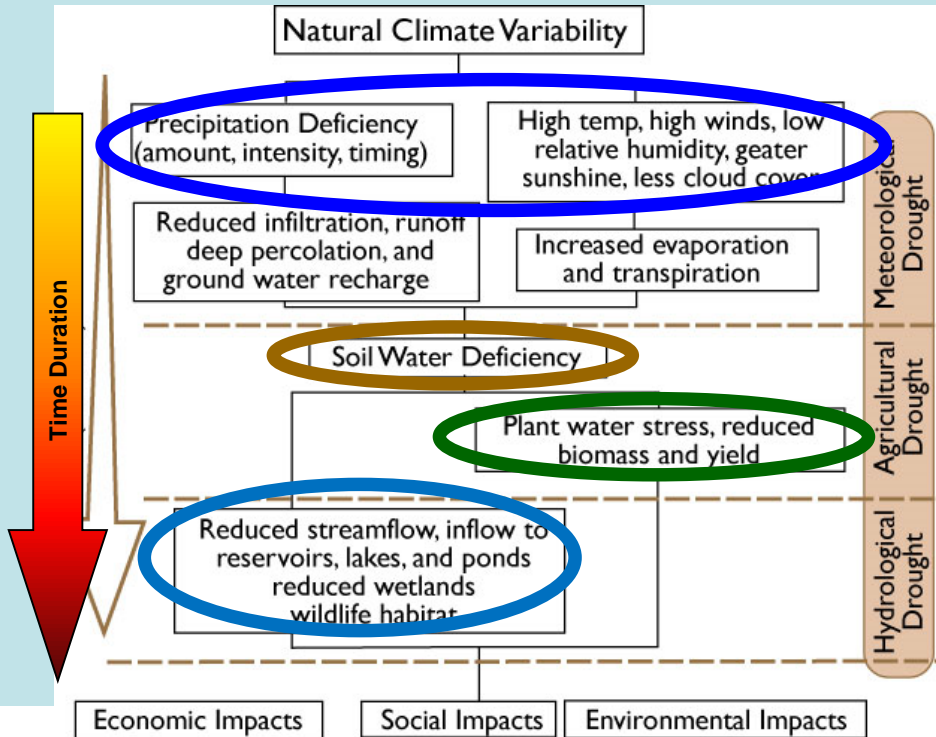 Natural Climate Variability
Precipitation Deficiency
(amount, intensity, timing)
High temp, high winds, low
relative humidity, geater
sunshine, less cloud cover
Reduced infiltration, runoff
deep percolation, and
ground water recharge
Increased evaporation
and transpiration
Meteorological
Drought
Time Duration
Soil Water Deficiency
Plant water stress, reduced
biomass and yield
Agricultural
Drought
Reduced streamflow, inflow to
reservoirs, lakes, and ponds
reduced wetlands
wildlife habitat
Hydrological
Drought
Economic Impacts
Social Impacts
Environmental Impacts